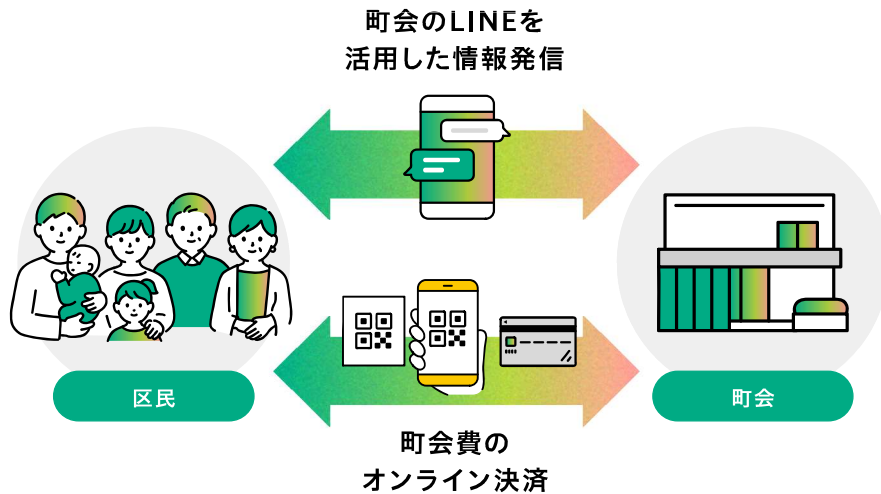 町会のLINEを
活用した情報発信
区民
町会
町会費の
オンライン決済